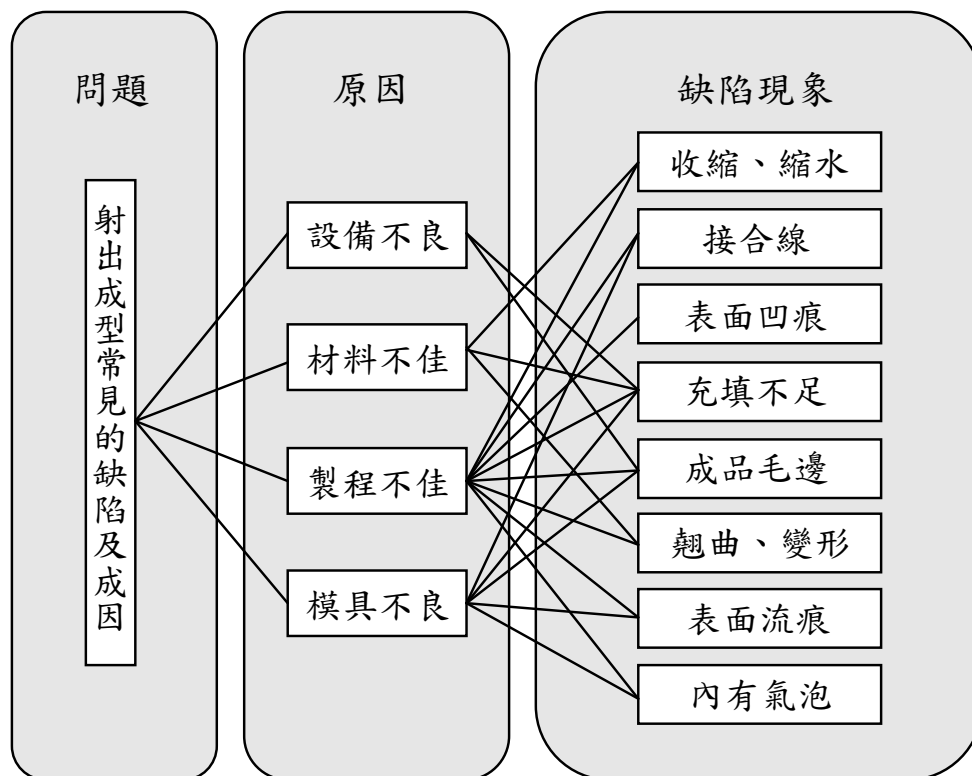 問題
射出成型常見的缺陷及成因
原因
設備不良
材料不佳
製程不佳
模具不良
缺陷現象
收縮、縮水
接合線
表面凹痕
充填不足
成品毛邊
翹曲、變形
表面流痕
內有氣泡